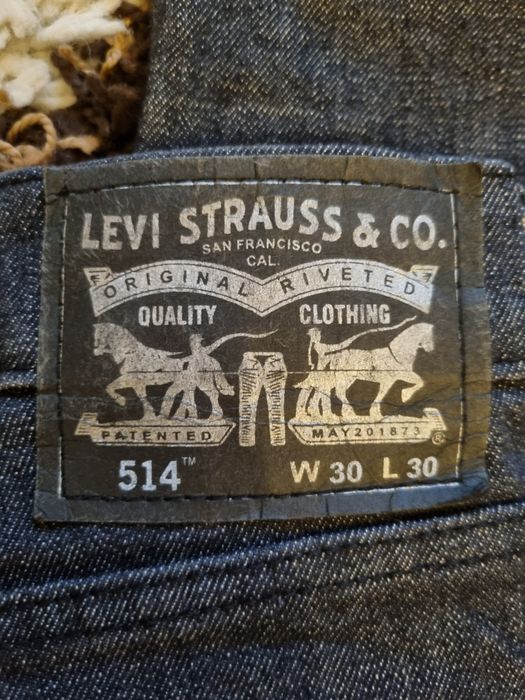 LEVI STRAUSS & CO.
SAN FRANCISCO
CAL.
ORIGINAL RIVETED
QUALITY CLOTHING
PATENTED MAY 20 1873 ®
514™ W 30 L 30